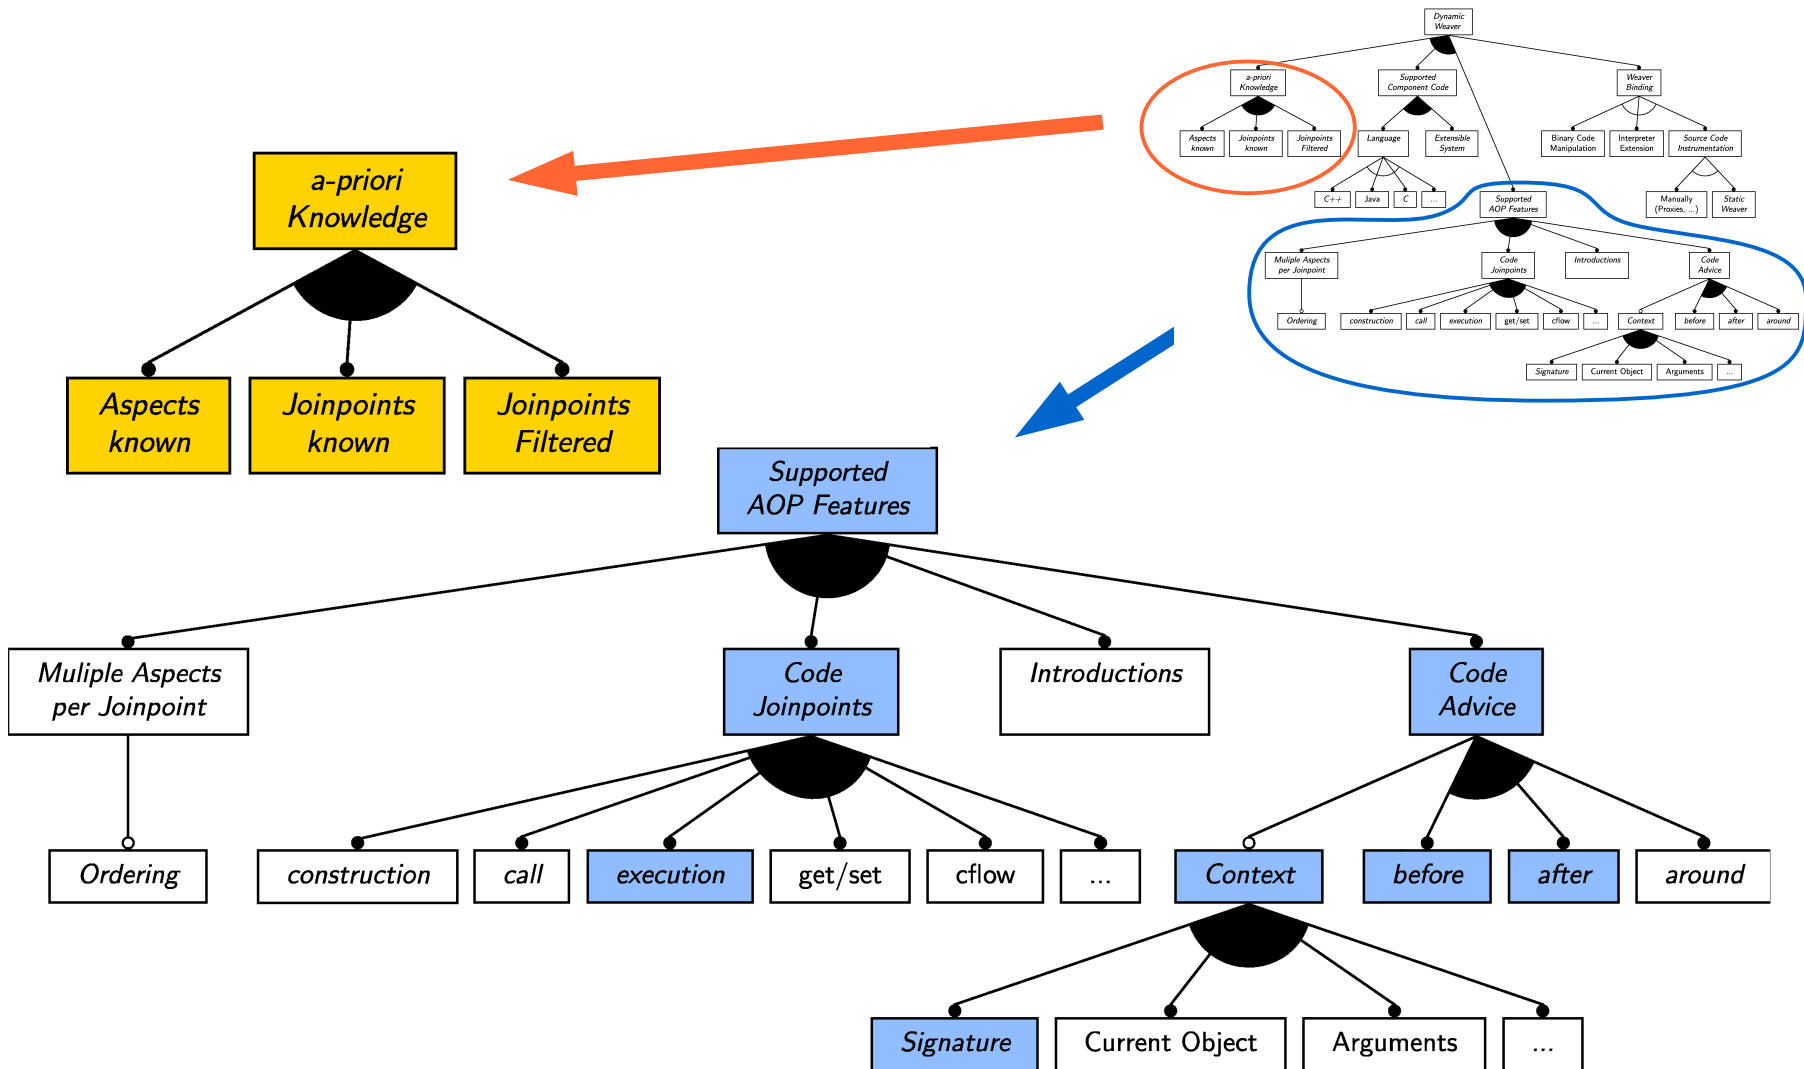 Dynamic
Weaver
a-priori
Knowledge
Supported
Component Code
Weaver
Binding
Aspects
known
Joinpoints
known
Joinpoints
Filtered
Language
Extensible
System
Binary Code
Manipulation
Interpreter
Extension
Source Code
Instrumentation
C++
Java
C
...
Supported
AOP Features
Manually
(Proxies, ...)
Static
Weaver
Muliple Aspects
per Joinpoint
Code
Joinpoints
Introductions
Code
Advice
Ordering
construction
call
execution
get/set
cflow
...
Context
before
after
around
Signature
Current Object
Arguments
...
a-priori
Knowledge
Aspects
known
Joinpoints
known
Joinpoints
Filtered
Supported
AOP Features
Muliple Aspects
per Joinpoint
Code
Joinpoints
Introductions
Code
Advice
Ordering
construction
call
execution
get/set
cflow
...
Context
before
after
around
Signature
Current Object
Arguments
...